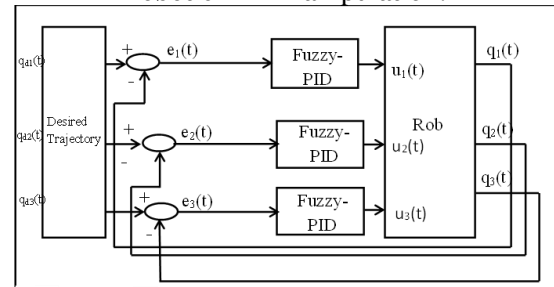 +
e₁(t)
Fuzzy-
PID
q₁(t)
qd1(t)
-
u₁(t)
Rob
Desired
Trajectory
qd2(t)
+
e₂(t)
Fuzzy-
PID
u₂(t)
q₂(t)
-
q₃(t)
qd3(t)
+
e₃(t)
Fuzzy-
PID
u₃(t)
-